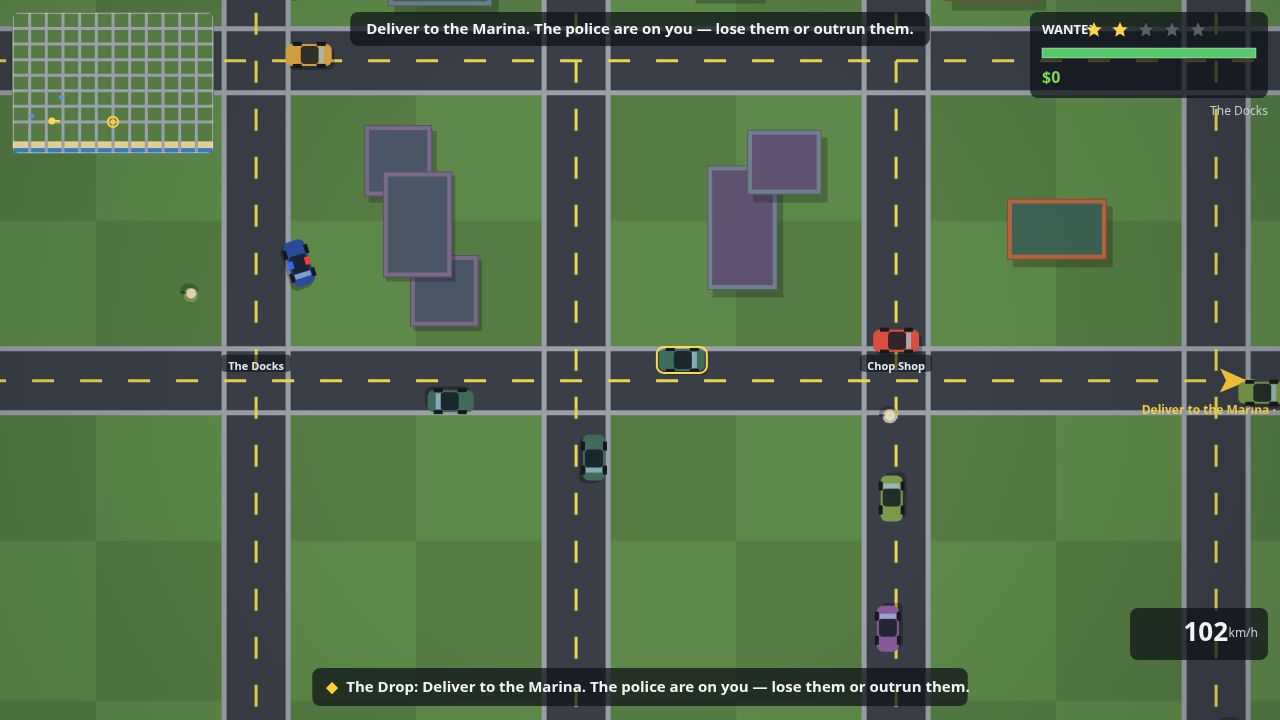 Deliver to the Marina. The police are on you — lose them or outrun them.
WANTE
$0
The Docks
The Docks
Chop Shop
Deliver to the Marina ·
102 km/h
◆ The Drop: Deliver to the Marina. The police are on you — lose them or outrun them.